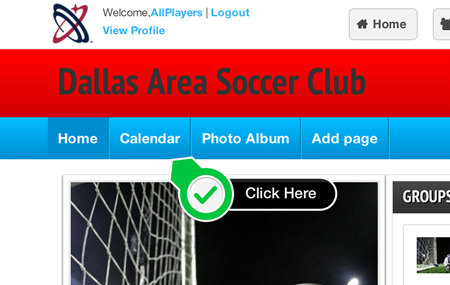 Welcome,AllPlayers | Logout
View Profile
Home
Dallas Area Soccer Club
Home Calendar Photo Album Add page
Click Here
GROUPS